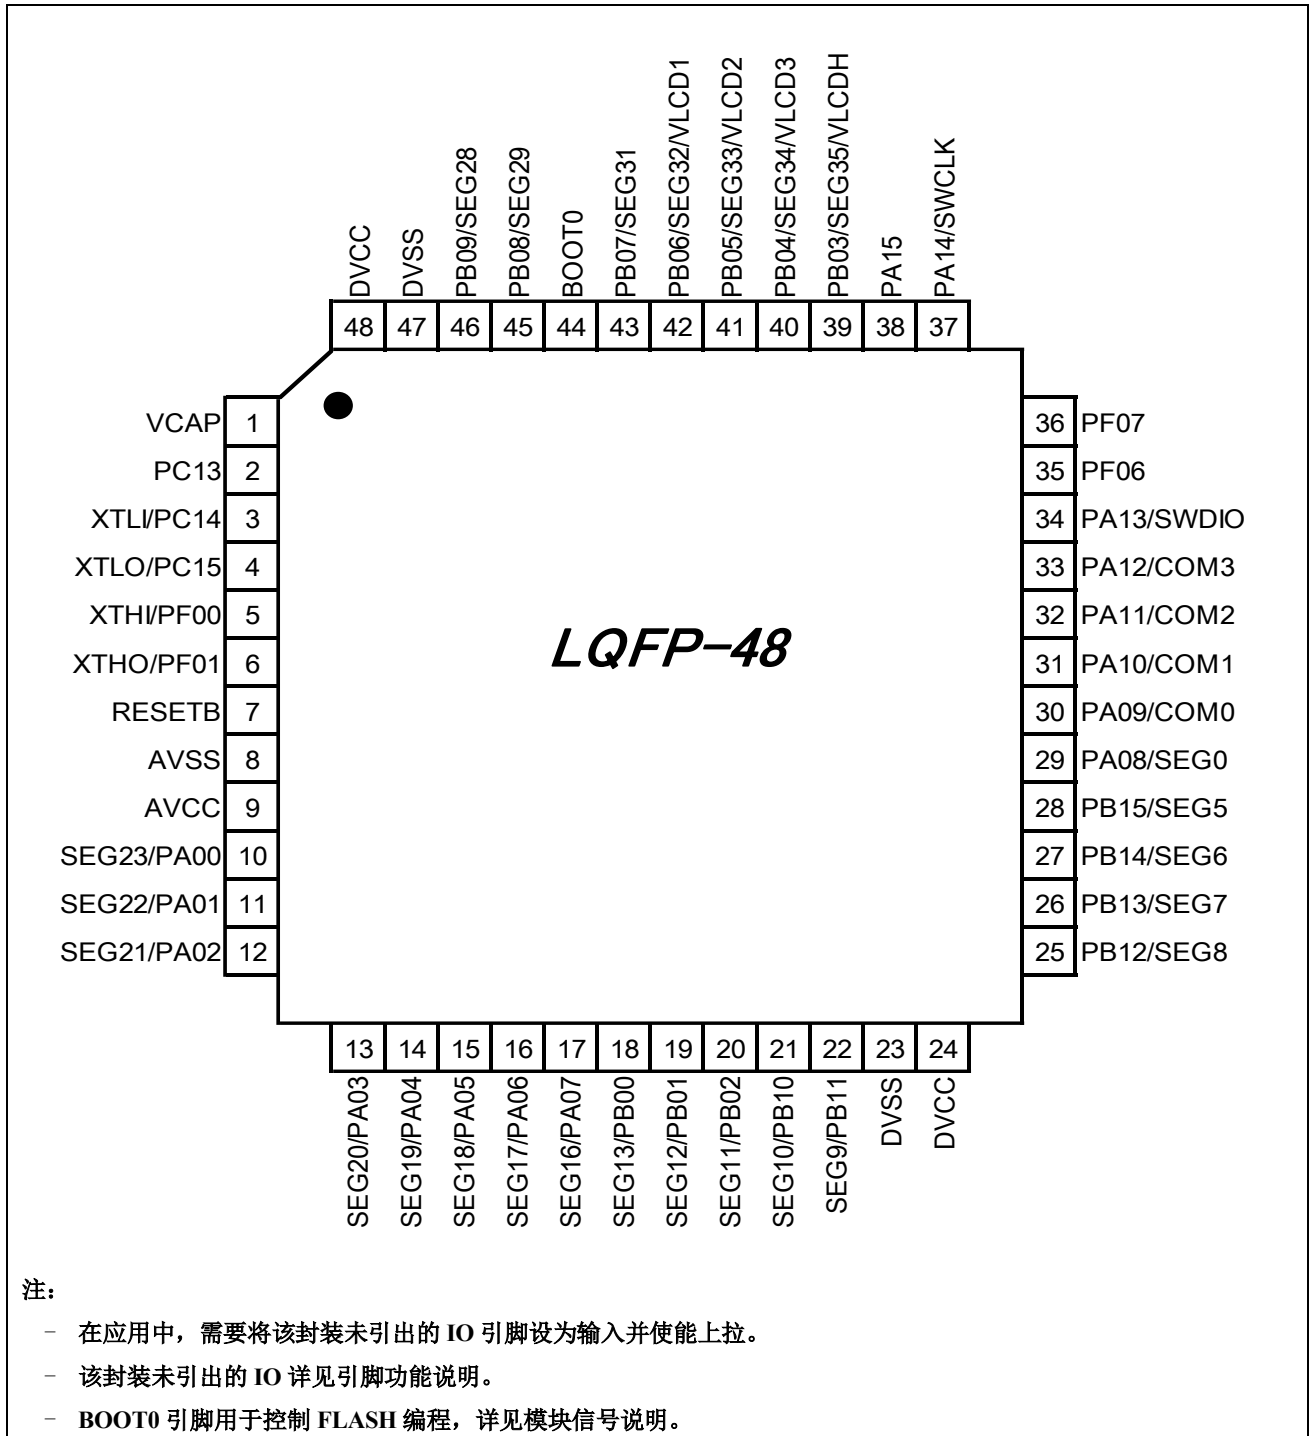 DVCC
DVSS
PB09/SEG28
PB08/SEG29
BOOT0
PB07/SEG31
PB06/SEG32/VLCD1
PB05/SEG33/VLCD2
PB04/SEG34/VLCD3
PB03/SEG35/VLCDH
PA15
PA14/SWCLK
48 47 46 45 44 43 42 41 40 39 38 37
VCAP 1
PC13 2
XTLI/PC14 3
XTLO/PC15 4
XTHI/PF00 5
XTHO/PF01 6
RESETB 7
AVSS 8
AVCC 9
SEG23/PA00 10
SEG22/PA01 11
SEG21/PA02 12
LQFP-48
36 PF07
35 PF06
34 PA13/SWDIO
33 PA12/COM3
32 PA11/COM2
31 PA10/COM1
30 PA09/COM0
29 PA08/SEG0
28 PB15/SEG5
27 PB14/SEG6
26 PB13/SEG7
25 PB12/SEG8
13 14 15 16 17 18 19 20 21 22 23 24
SEG20/PA03
SEG19/PA04
SEG18/PA05
SEG17/PA06
SEG16/PA07
SEG13/PB00
SEG12/PB01
SEG11/PB02
SEG10/PB10
SEG9/PB11
DVSS
DVCC
注：
－ 在应用中，需要将该封装未引出的 IO 引脚设为输入并使能上拉。
－ 该封装未引出的 IO 详见引脚功能说明。
－ BOOT0 引脚用于控制 FLASH 编程，详见模块信号说明。